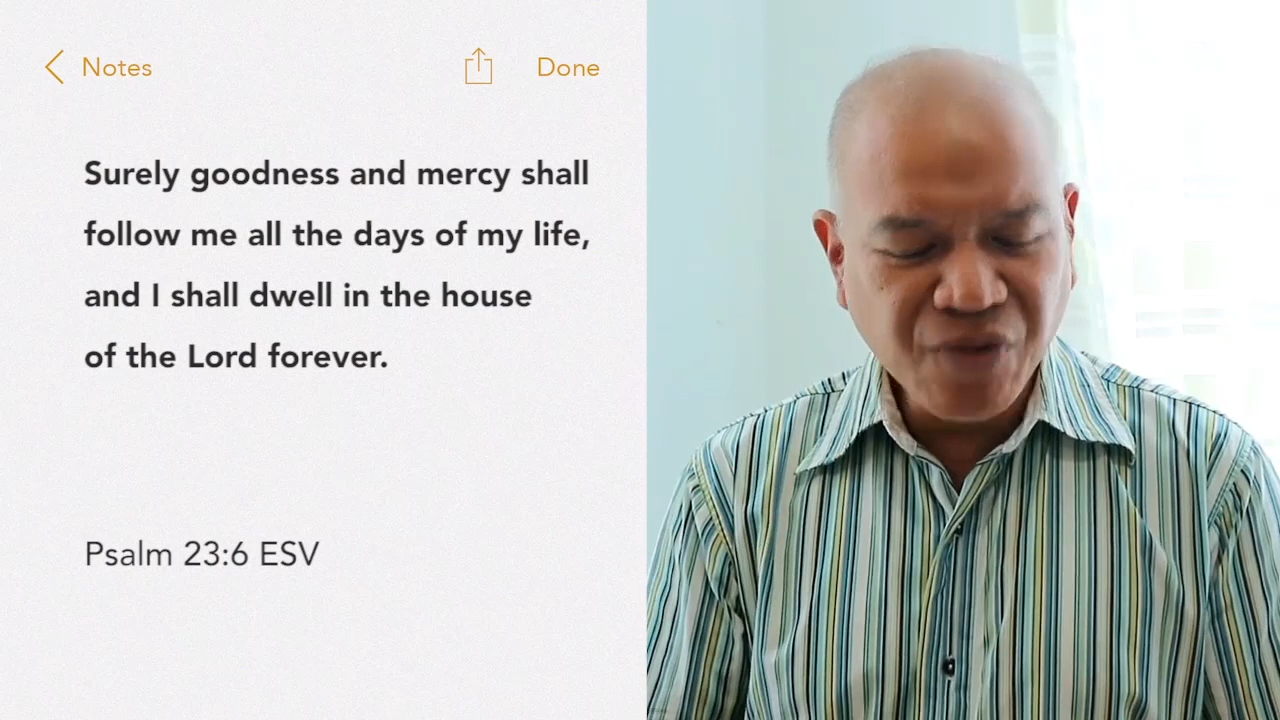 Notes
Done
Surely goodness and mercy shall
follow me all the days of my life,
and I shall dwell in the house
of the Lord forever.
Psalm 23:6 ESV